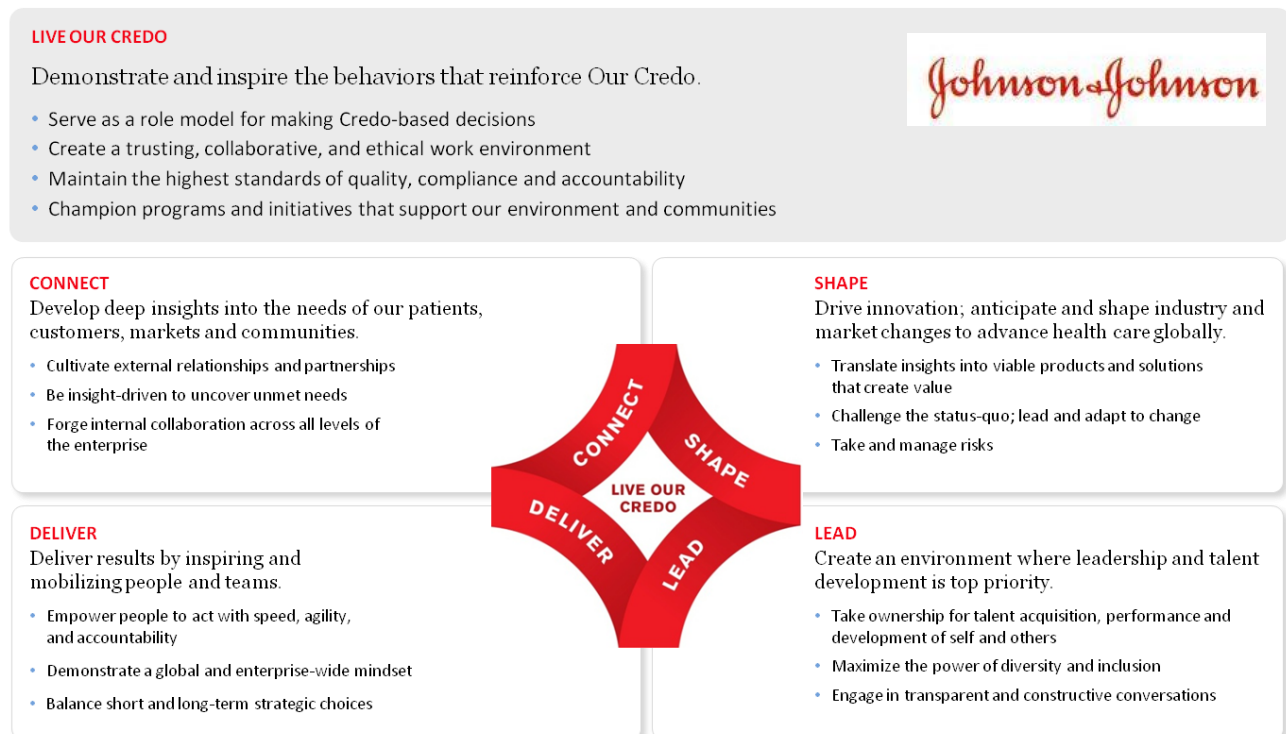 LIVE OUR CREDO
Johnson & Johnson
Demonstrate and inspire the behaviors that reinforce Our Credo.
• Serve as a role model for making Credo-based decisions
• Create a trusting, collaborative, and ethical work environment
• Maintain the highest standards of quality, compliance and accountability
• Champion programs and initiatives that support our environment and communities
CONNECT
Develop deep insights into the needs of our patients,
customers, markets and communities.
• Cultivate external relationships and partnerships
• Be insight-driven to uncover unmet needs
• Forge internal collaboration across all levels of
the enterprise
SHAPE
Drive innovation; anticipate and shape industry and
market changes to advance health care globally.
• Translate insights into viable products and solutions
that create value
• Challenge the status-quo; lead and adapt to change
• Take and manage risks
CONNECT
SHAPE
LIVE OUR
CREDO
DELIVER
LEAD
DELIVER
Deliver results by inspiring and
mobilizing people and teams.
• Empower people to act with speed, agility,
and accountability
• Demonstrate a global and enterprise-wide mindset
• Balance short and long-term strategic choices
LEAD
Create an environment where leadership and talent
development is top priority.
• Take ownership for talent acquisition, performance and
development of self and others
• Maximize the power of diversity and inclusion
• Engage in transparent and constructive conversations